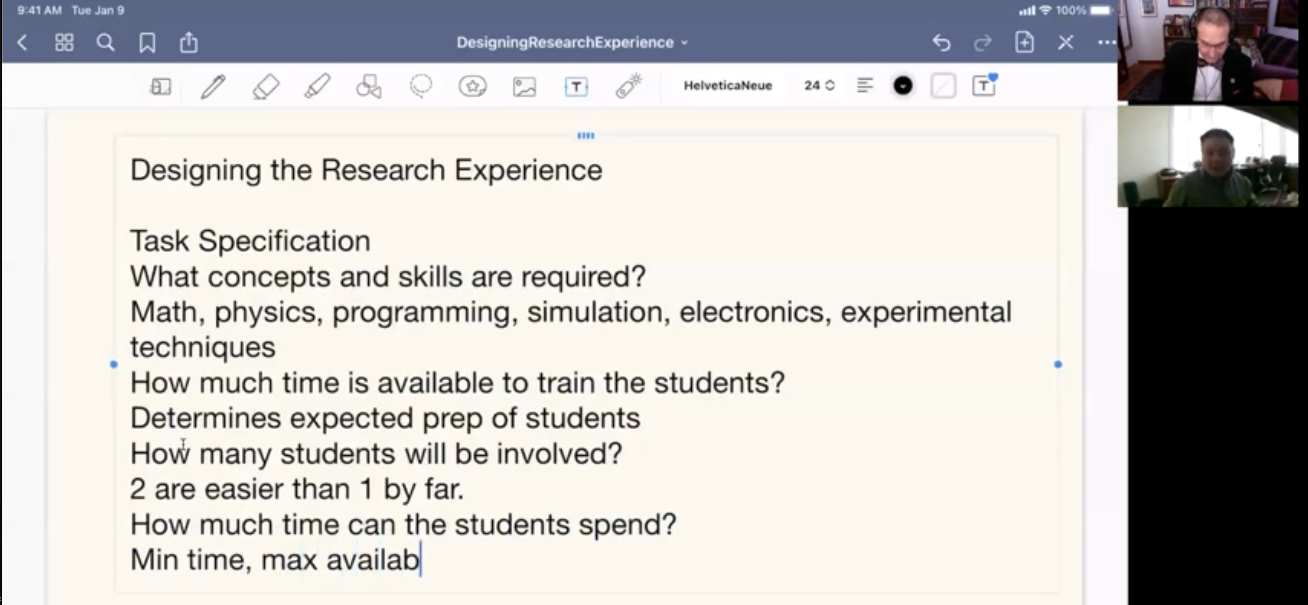 9:41 AM Tue Jan 9
100%
DesigningResearchExperience
HelveticaNeue 24
Designing the Research Experience
Task Specification
What concepts and skills are required?
Math, physics, programming, simulation, electronics, experimental
techniques
How much time is available to train the students?
Determines expected prep of students
How many students will be involved?
2 are easier than 1 by far.
How much time can the students spend?
Min time, max availab